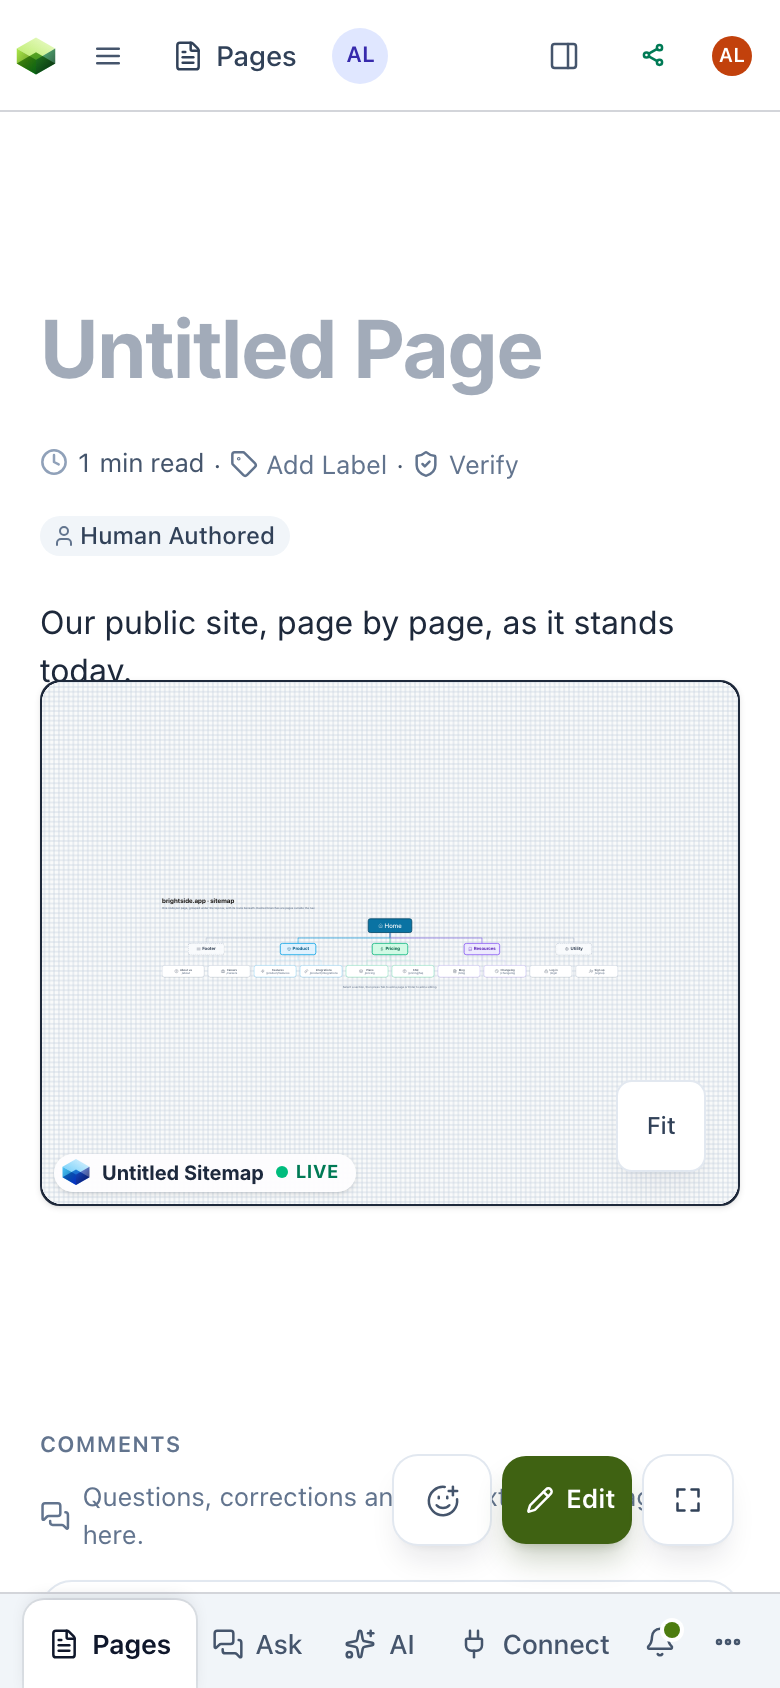 Pages
AL
AL
Untitled Page
1 min read · Add Label · Verify
Human Authored
Our public site, page by page, as it stands
today.
brightside.app · sitemap
Home
Footer
Product
Pricing
Resources
Utility
Fit
Untitled Sitemap
LIVE
COMMENTS
Questions, corrections an
here.
Edit
Pages
Ask
AI
Connect